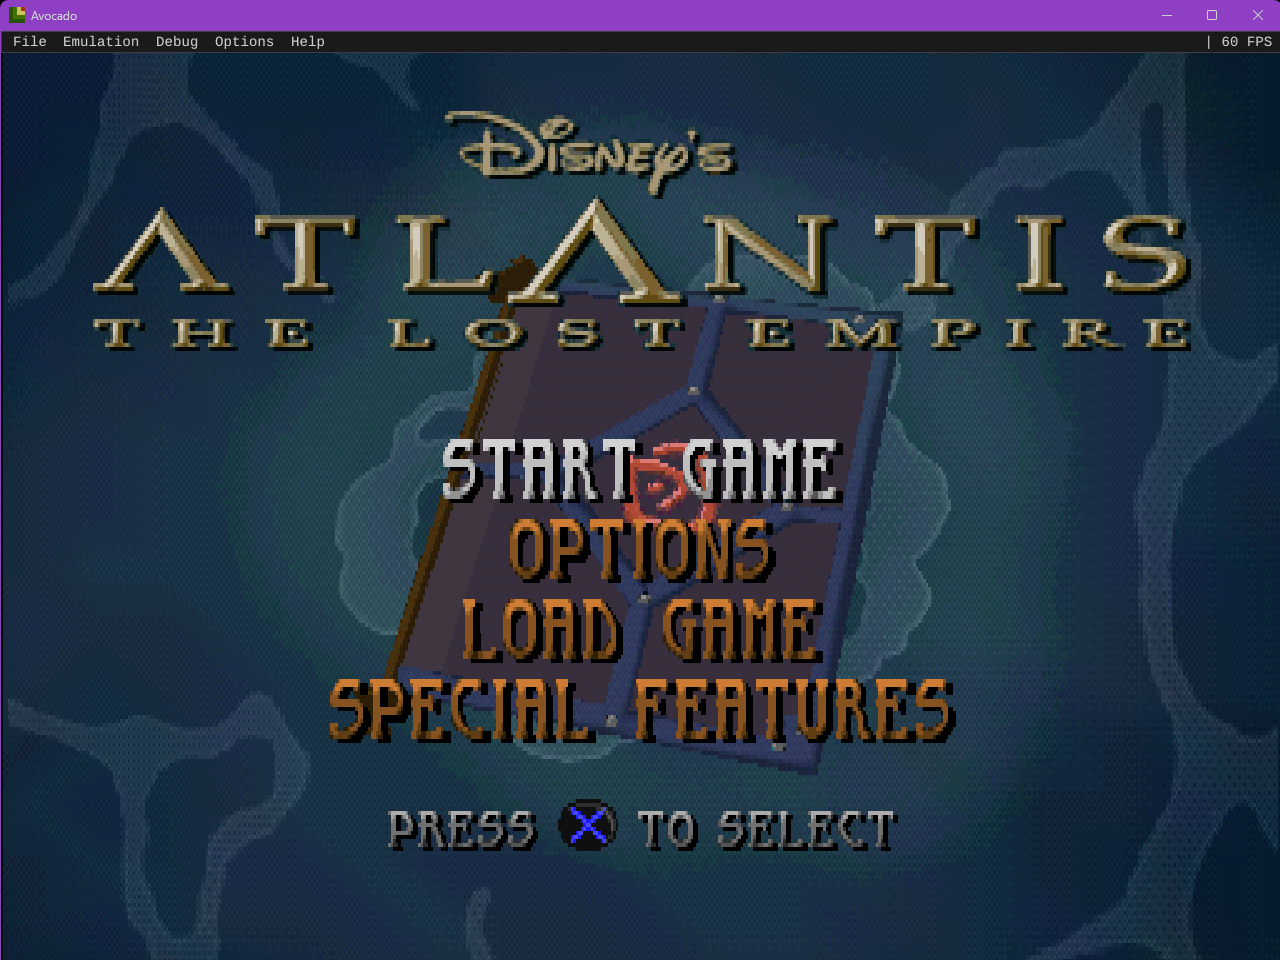 Avocado
File Emulation Debug Options Help | 60 FPS
Disney's
ATLANTIS
THE LOST EMPIRE
START GAME
OPTIONS
LOAD GAME
SPECIAL FEATURES
PRESS X TO SELECT